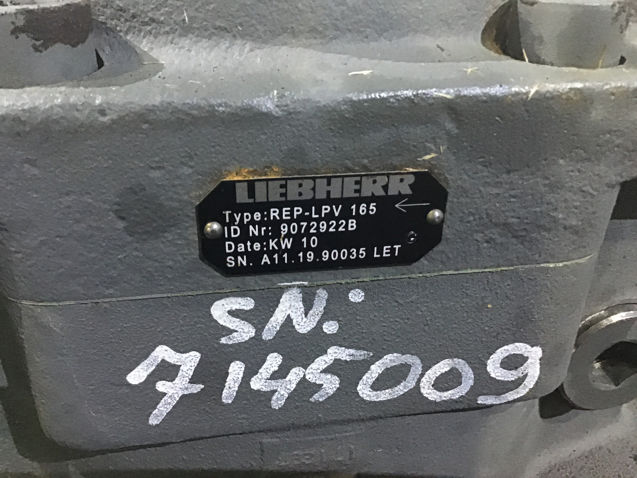 LIEBHERR
Type:REP-LPV 165
ID Nr: 9072922B
Date:KW 10
SN. A11.19.90035 LET
SN.:
7145009